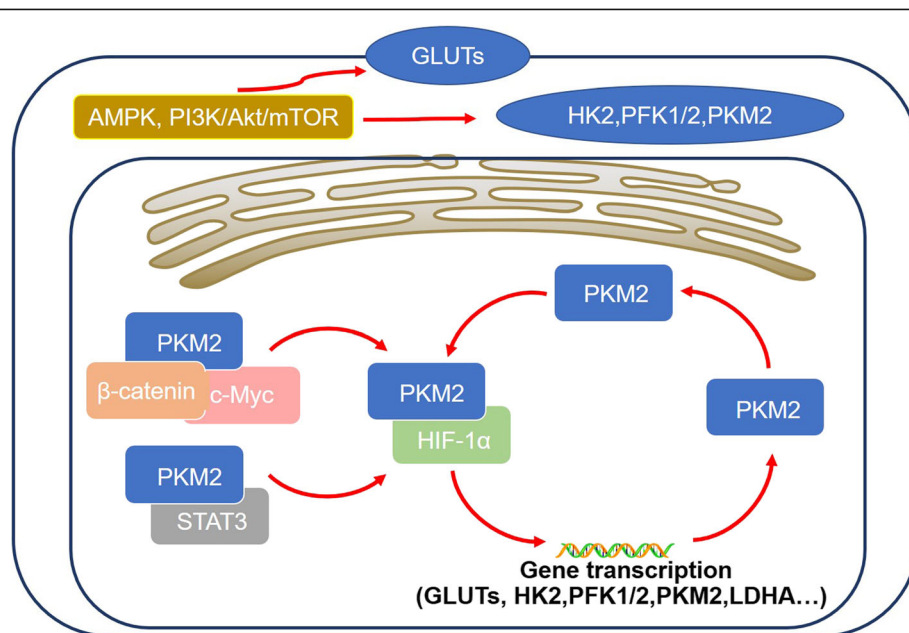 GLUTs
AMPK, PI3K/Akt/mTOR
HK2,PFK1/2,PKM2
PKM2
PKM2
β-catenin
c-Myc
PKM2
HIF-1α
PKM2
PKM2
STAT3
Gene transcription
(GLUTs, HK2,PFK1/2,PKM2,LDHA...)